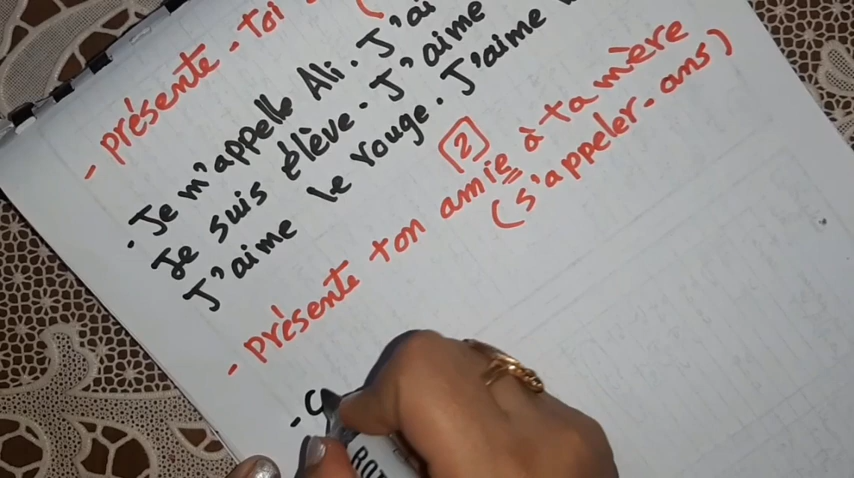 - présente-toi (
. Je m'appelle Ali. J'ai
Je suis élève. J'aime
J'aime le rouge. J'aime
2
- présente ton amie à ta mère
(s'appeler-ans)
- C
ROT